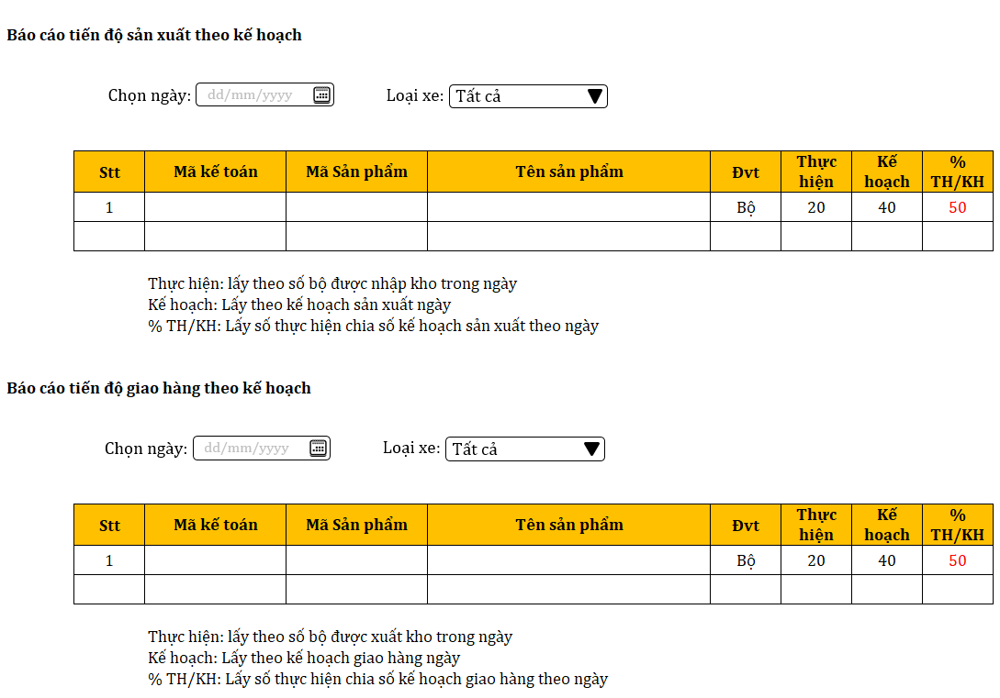 Báo cáo tiến độ sản xuất theo kế hoạch
Chọn ngày: dd/mm/yyyy Loại xe: Tất cả
Stt Mã kế toán Mã Sản phẩm Tên sản phẩm Đvt Thực hiện Kế hoạch % TH/KH
1 Bộ 20 40 50
Thực hiện: lấy theo số bộ được nhập kho trong ngày
Kế hoạch: Lấy theo kế hoạch sản xuất ngày
% TH/KH: Lấy số thực hiện chia số kế hoạch sản xuất theo ngày
Báo cáo tiến độ giao hàng theo kế hoạch
Chọn ngày: dd/mm/yyyy Loại xe: Tất cả
Stt Mã kế toán Mã Sản phẩm Tên sản phẩm Đvt Thực hiện Kế hoạch % TH/KH
1 Bộ 20 40 50
Thực hiện: lấy theo số bộ được xuất kho trong ngày
Kế hoạch: Lấy theo kế hoạch giao hàng ngày
% TH/KH: Lấy số thực hiện chia số kế hoạch giao hàng theo ngày